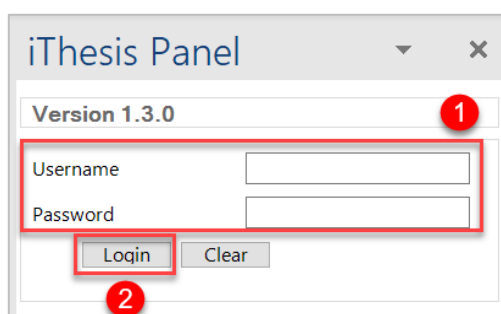 iThesis Panel
Version 1.3.0
1
Username
Password
Login Clear
2